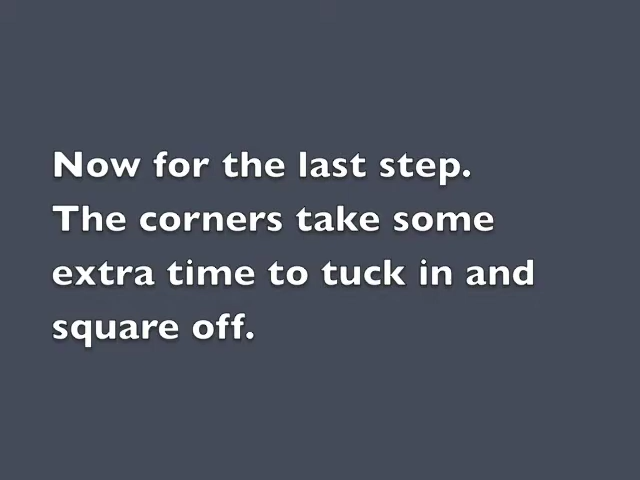 Now for the last step.
The corners take some
extra time to tuck in and
square off.